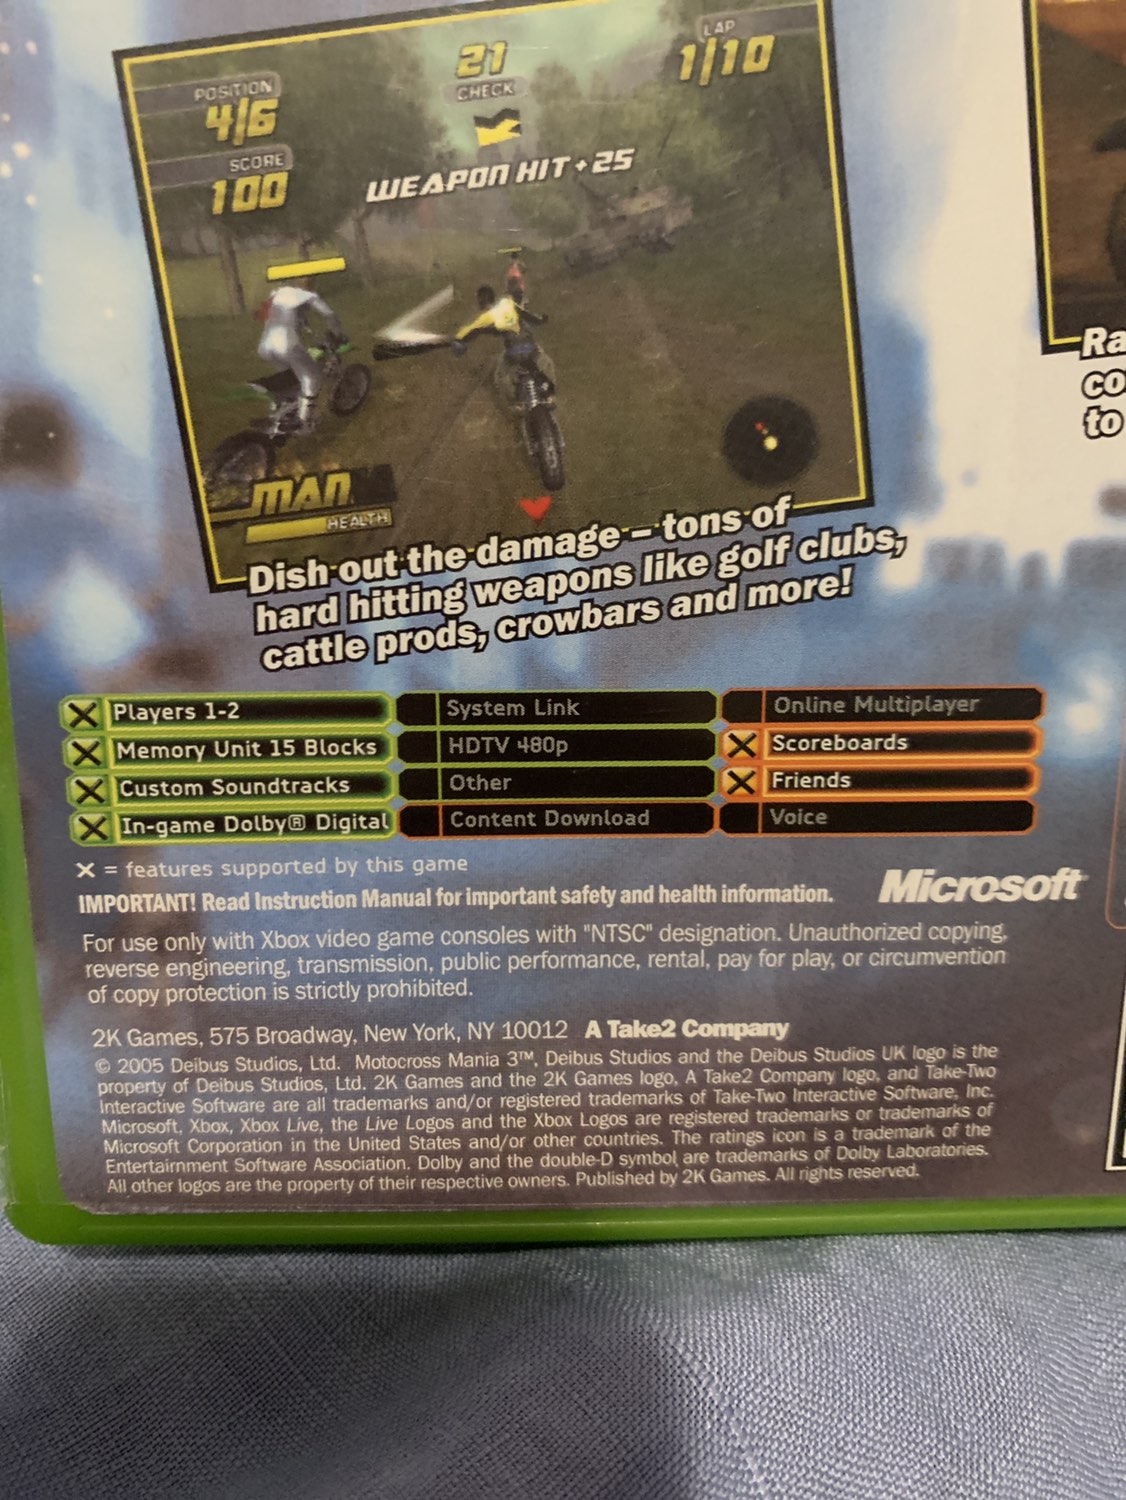 POSITION
4/6
SCORE
100
21
CHECK
LAP
1/10
WEAPON HIT +25
MAN
HEALTH
Dish out the damage – tons of
hard hitting weapons like golf clubs,
cattle prods, crowbars and more!
Ra
co
to
Players 1-2
Memory Unit 15 Blocks
Custom Soundtracks
In-game Dolby® Digital
System Link
HDTV 480p
Other
Content Download
Online Multiplayer
Scoreboards
Friends
Voice
X = features supported by this game
IMPORTANT! Read Instruction Manual for important safety and health information.
Microsoft
For use only with Xbox video game consoles with "NTSC" designation. Unauthorized copying,
reverse engineering, transmission, public performance, rental, pay for play, or circumvention
of copy protection is strictly prohibited.
2K Games, 575 Broadway, New York, NY 10012 A Take2 Company
© 2005 Deibus Studios, Ltd. Motocross Mania 3™, Deibus Studios and the Deibus Studios UK logo is the
property of Deibus Studios, Ltd. 2K Games and the 2K Games logo, A Take2 Company logo, and Take-Two
Interactive Software are all trademarks and/or registered trademarks of Take-Two Interactive Software, Inc.
Microsoft, Xbox, Xbox Live, the Live Logos and the Xbox Logos are registered trademarks or trademarks of
Microsoft Corporation in the United States and/or other countries. The ratings icon is a trademark of the
Entertairnment Software Association. Dolby and the double-D symbol are trademarks of Dolby Laboratories.
All other logos are the property of their respective owners. Published by 2K Games. All rights reserved.